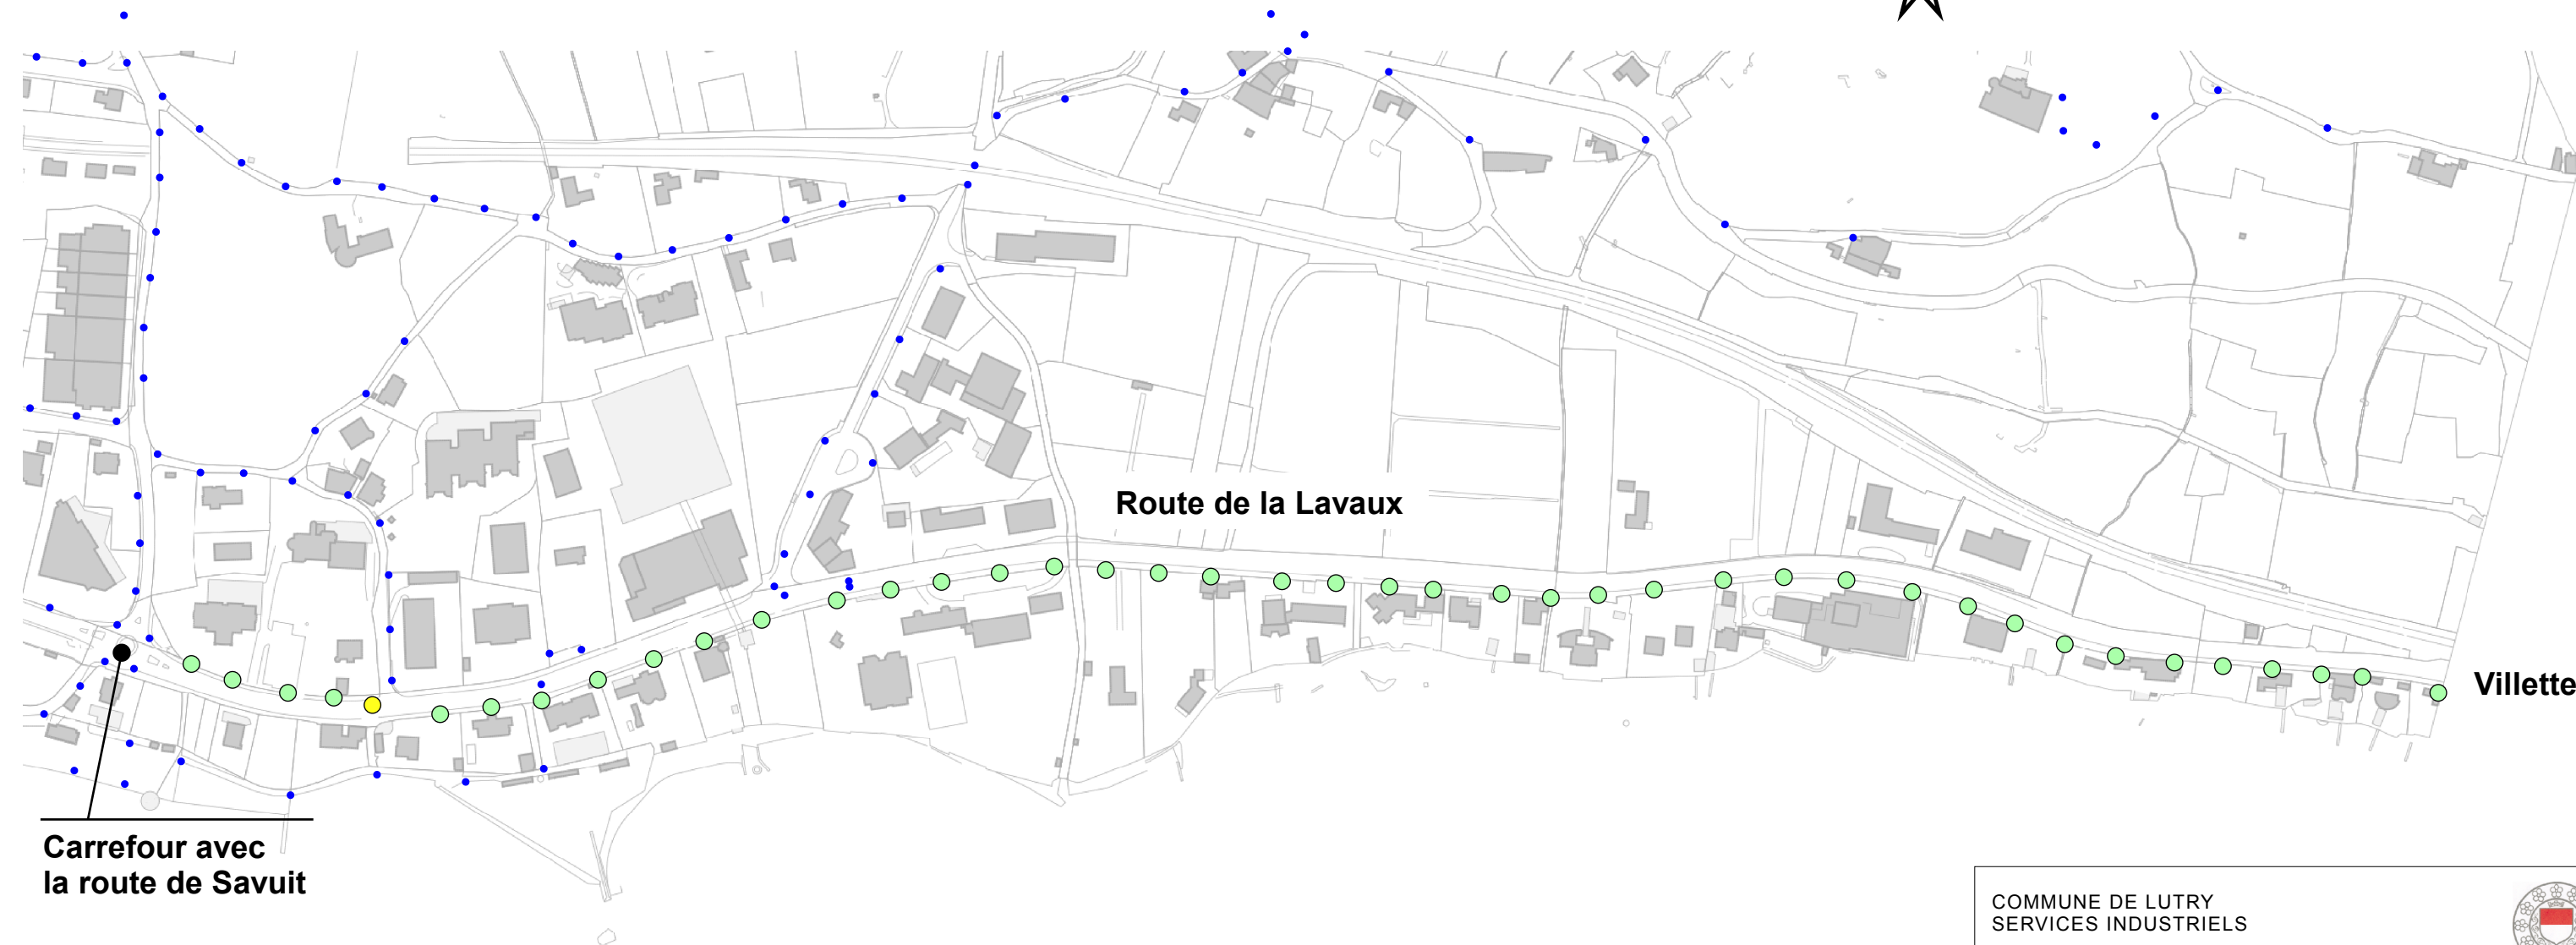 Route de la Lavaux
Villette
Carrefour avec
la route de Savuit
COMMUNE DE LUTRY
SERVICES INDUSTRIELS